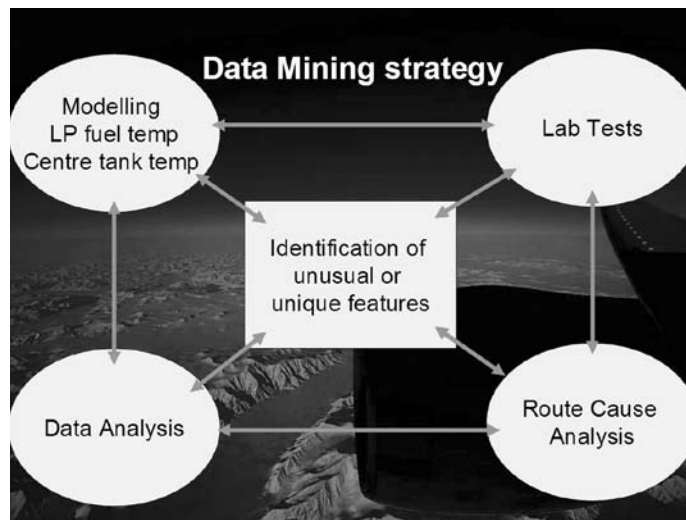 Data Mining strategy
Modelling
LP fuel temp
Centre tank temp
Lab Tests
Identification of
unusual or
unique features
Data Analysis
Route Cause
Analysis